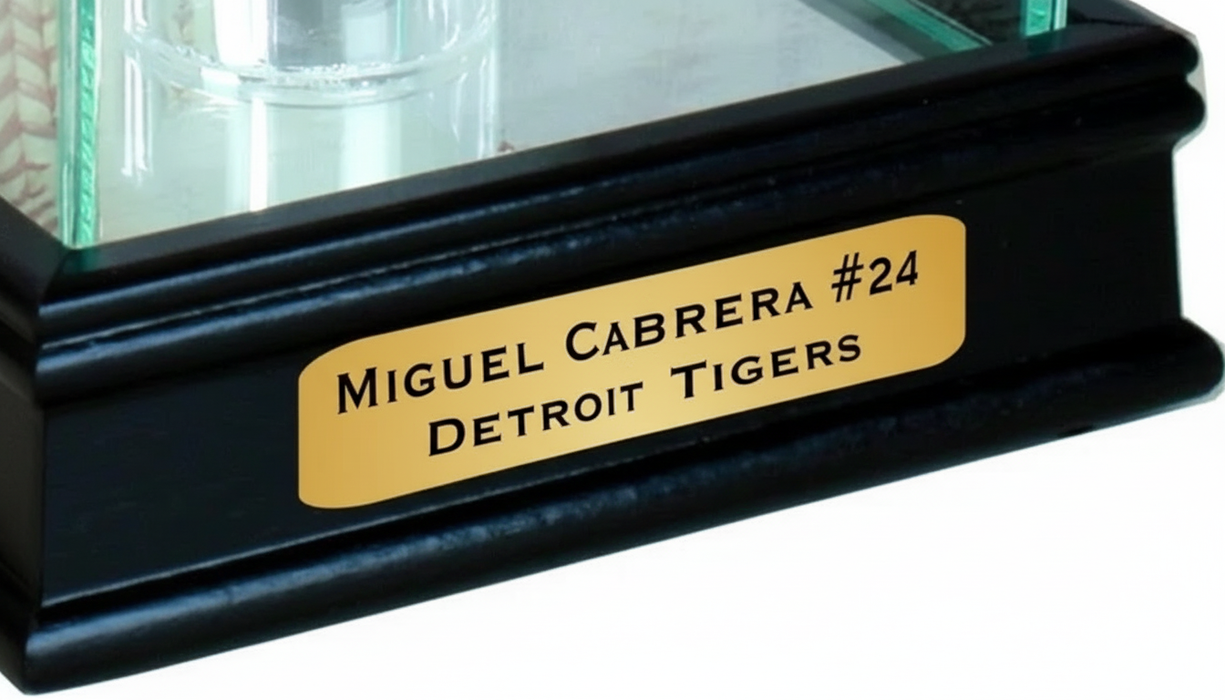 Miguel Cabrera #24
Detroit Tigers